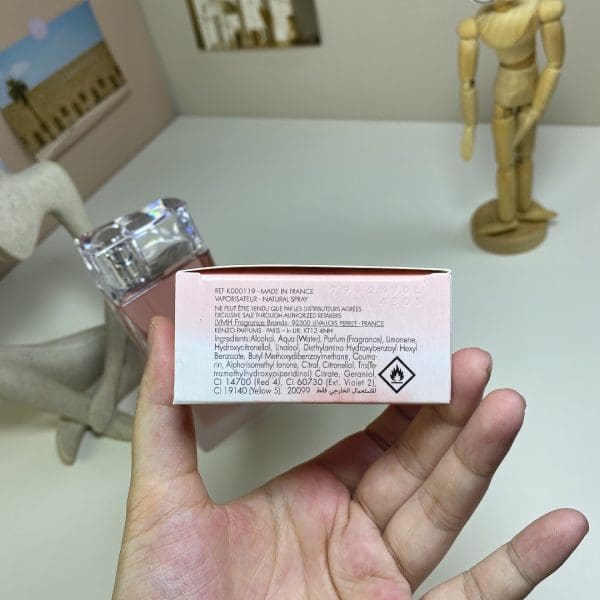 REF K000119 - MADE IN FRANCE
VAPORISATEUR - NATURAL SPRAY
NE PEUT ÊTRE VENDU QUE PAR LES DISTRIBUTEURS AGRÉÉS
EXCLUSIVE SALE THROUGH AUTHORIZED RETAILERS
LVMH Fragrance Brands - 92300 LEVALLOIS PERRET - FRANCE
KENZO PARFUMS - PARIS - In UK: KT12 4NH
Ingredients:Alcohol, Aqua (Water), Parfum (Fragrance), Limonene,
Hydroxycitronellal, Linalool, Diethylamino Hydroxybenzoyl Hexyl
Benzoate, Butyl Methoxydibenzoylmethane, Couma-
rin, Alphaisomethyl Ionone, Citral, Citronellol, Tris(Te-
tramethylhydroxypiperidinol) Citrate, Geraniol,
CI 14700 (Red 4), CI 60730 (Ext. Violet 2),
CI 19140 (Yellow 5). 20099 للاستعمال الخارجي فقط